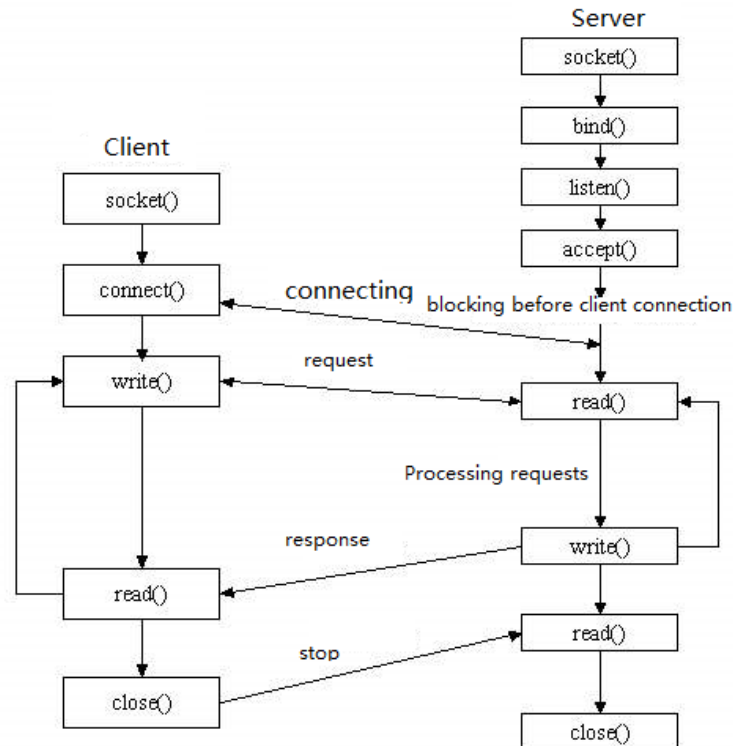 Server
socket()
bind()
Client
listen()
socket()
accept()
connect()
connecting
blocking before client connection
request
write()
read()
Processing requests
response
write()
read()
read()
stop
close()
close()